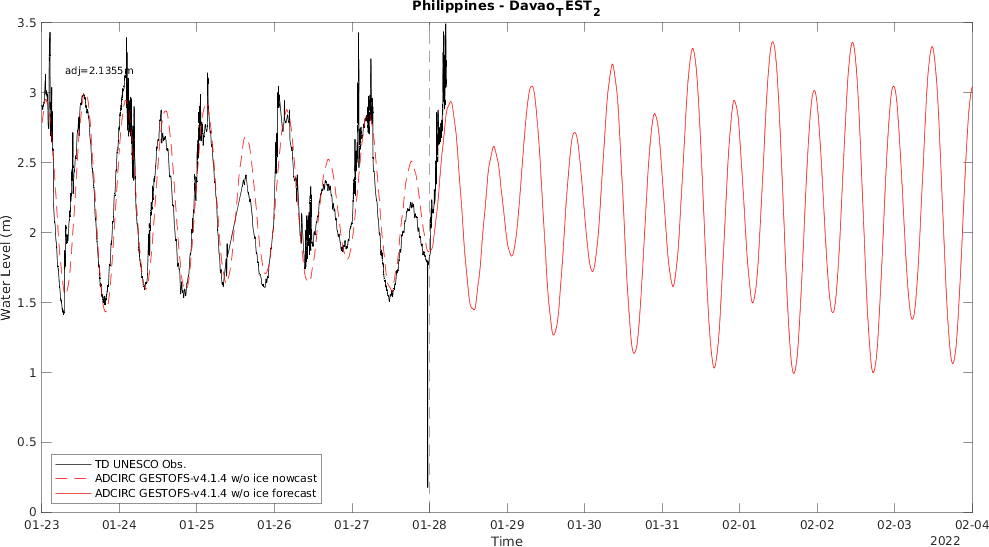 Philippines - Davao_TEST_2
3.5
adj=2.1355m
3
2.5
2
1.5
1
0.5
0
Water Level (m)
TD UNESCO Obs.
ADCIRC GESTOFS-v4.1.4 w/o ice nowcast
ADCIRC GESTOFS-v4.1.4 w/o ice forecast
01-23 01-24 01-25 01-26 01-27 01-28 01-29 01-30 01-31 02-01 02-02 02-03 02-04
Time
2022